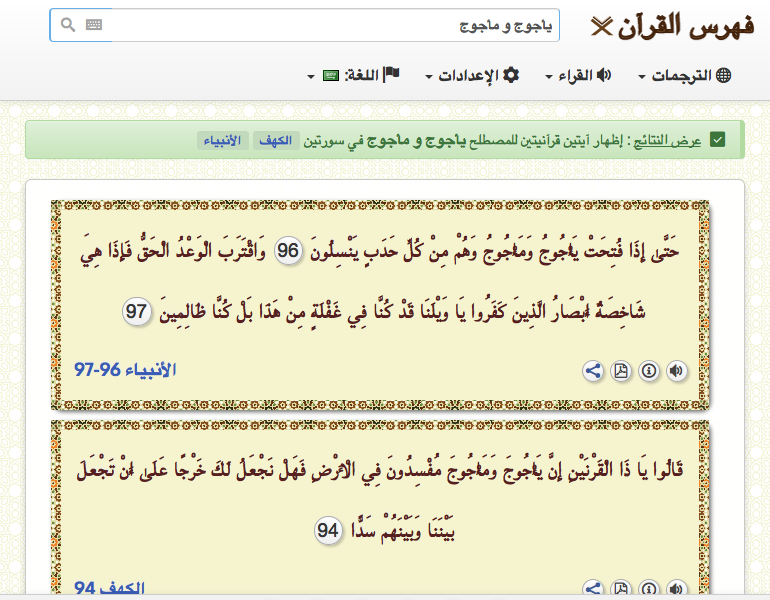 فهرس القرآن
ياجوج و ماجوج
الترجمات
القراء
الإعدادات
اللغة:
عرض النتائج : إظهار آيتين قرآنيتين للمصطلح ياجوج و ماجوج في سورتين الكهف الأنبياء
حَتَّىٰ إِذَا فُتِحَتْ يَأْجُوجُ وَمَأْجُوجُ وَهُمْ مِنْ كُلِّ حَدَبٍ يَنْسِلُونَ 96 وَاقْتَرَبَ الْوَعْدُ الْحَقُّ فَإِذَا هِيَ
شَاخِصَةٌ أَبْصَارُ الَّذِينَ كَفَرُوا يَا وَيْلَنَا قَدْ كُنَّا فِي غَفْلَةٍ مِنْ هَٰذَا بَلْ كُنَّا ظَالِمِينَ 97
الأنبياء 96-97
قَالُوا يَا ذَا الْقَرْنَيْنِ إِنَّ يَأْجُوجَ وَمَأْجُوجَ مُفْسِدُونَ فِي الْأَرْضِ فَهَلْ نَجْعَلُ لَكَ خَرْجًا عَلَىٰ أَنْ تَجْعَلَ
بَيْنَنَا وَبَيْنَهُمْ سَدًّا 94
الكهف 94